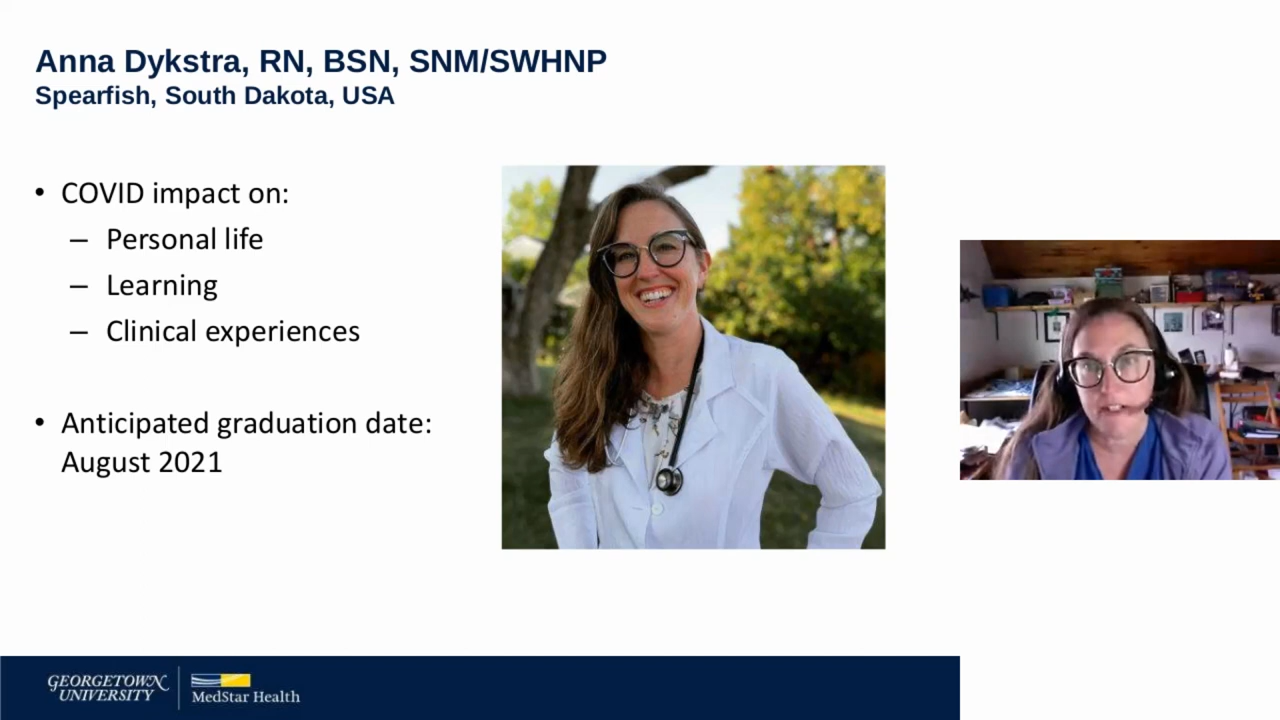 Anna Dykstra, RN, BSN, SNM/SWHNP
Spearfish, South Dakota, USA
• COVID impact on:
– Personal life
– Learning
– Clinical experiences
• Anticipated graduation date:
August 2021
GEORGETOWN
UNIVERSITY
MedStar Health